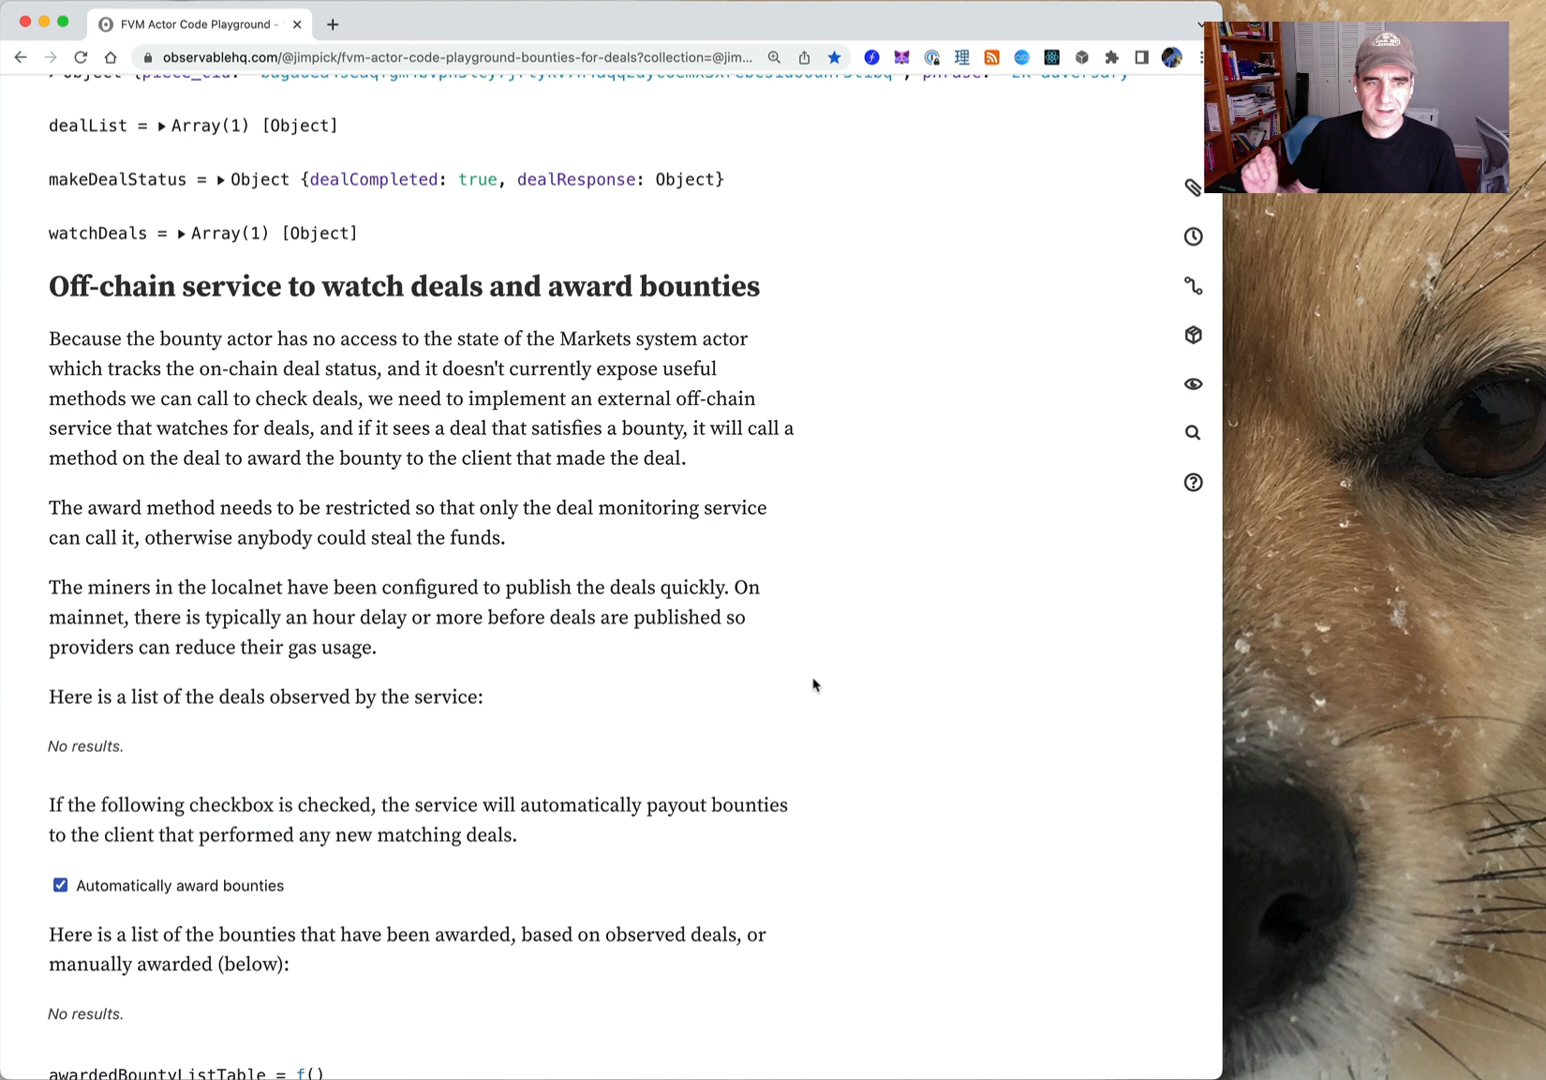 FVM Actor Code Playground -
observablehq.com/@jimpick/fvm-actor-code-playground-bounties-for-deals?collection=@jim...
dealList = Array(1) [Object]
makeDealStatus = Object {dealCompleted: true, dealResponse: Object}
watchDeals = Array(1) [Object]
Off-chain service to watch deals and award bounties
Because the bounty actor has no access to the state of the Markets system actor
which tracks the on-chain deal status, and it doesn't currently expose useful
methods we can call to check deals, we need to implement an external off-chain
service that watches for deals, and if it sees a deal that satisfies a bounty, it will call a
method on the deal to award the bounty to the client that made the deal.
The award method needs to be restricted so that only the deal monitoring service
can call it, otherwise anybody could steal the funds.
The miners in the localnet have been configured to publish the deals quickly. On
mainnet, there is typically an hour delay or more before deals are published so
providers can reduce their gas usage.
Here is a list of the deals observed by the service:
No results.
If the following checkbox is checked, the service will automatically payout bounties
to the client that performed any new matching deals.
Automatically award bounties
Here is a list of the bounties that have been awarded, based on observed deals, or
manually awarded (below):
No results.
awardedBountyListTable = f()